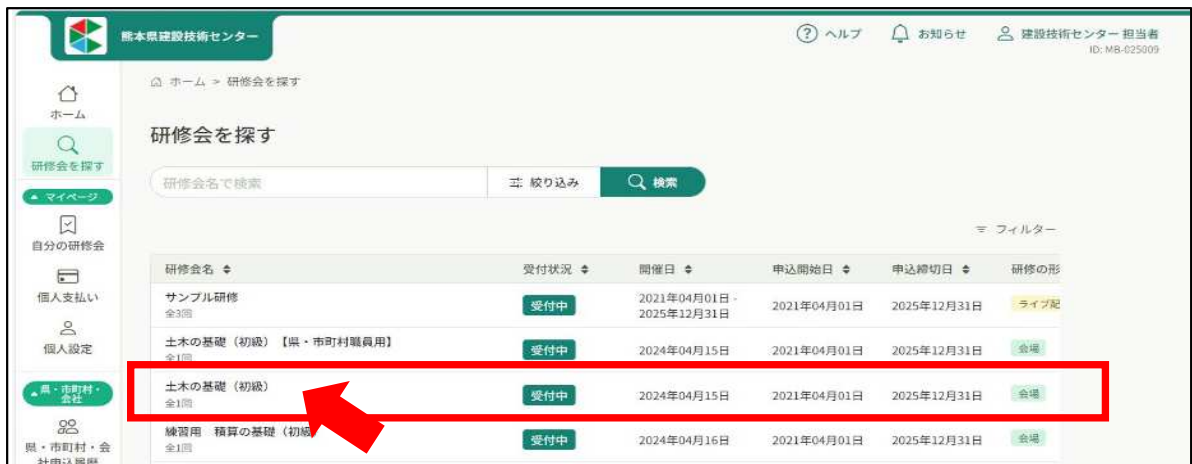 熊本県建設技術センター
ヘルプ
お知らせ
建設技術センター 担当者
ID: MB-025009
ホーム > 研修会を探す
ホーム
研修会を探す
マイページ
自分の研修会
個人支払い
個人設定
県・市町村・
会社
県・市町村・会
社申込履歴
研修会を探す
研修会名で検索
絞り込み
検索
フィルター
研修会名 受付状況 開催日 申込開始日 申込締切日 研修の形
サンプル研修 受付中 2021年04月01日 - 2021年04月01日 2025年12月31日 ライブ配
全3回 2025年12月31日
土木の基礎（初級）【県・市町村職員用】 受付中 2024年04月15日 2021年04月01日 2025年12月31日 会場
全1回
土木の基礎（初級） 受付中 2024年04月15日 2021年04月01日 2025年12月31日 会場
全1回
練習用 積算の基礎（初級 受付中 2024年04月16日 2021年04月01日 2025年12月31日 会場
全1回